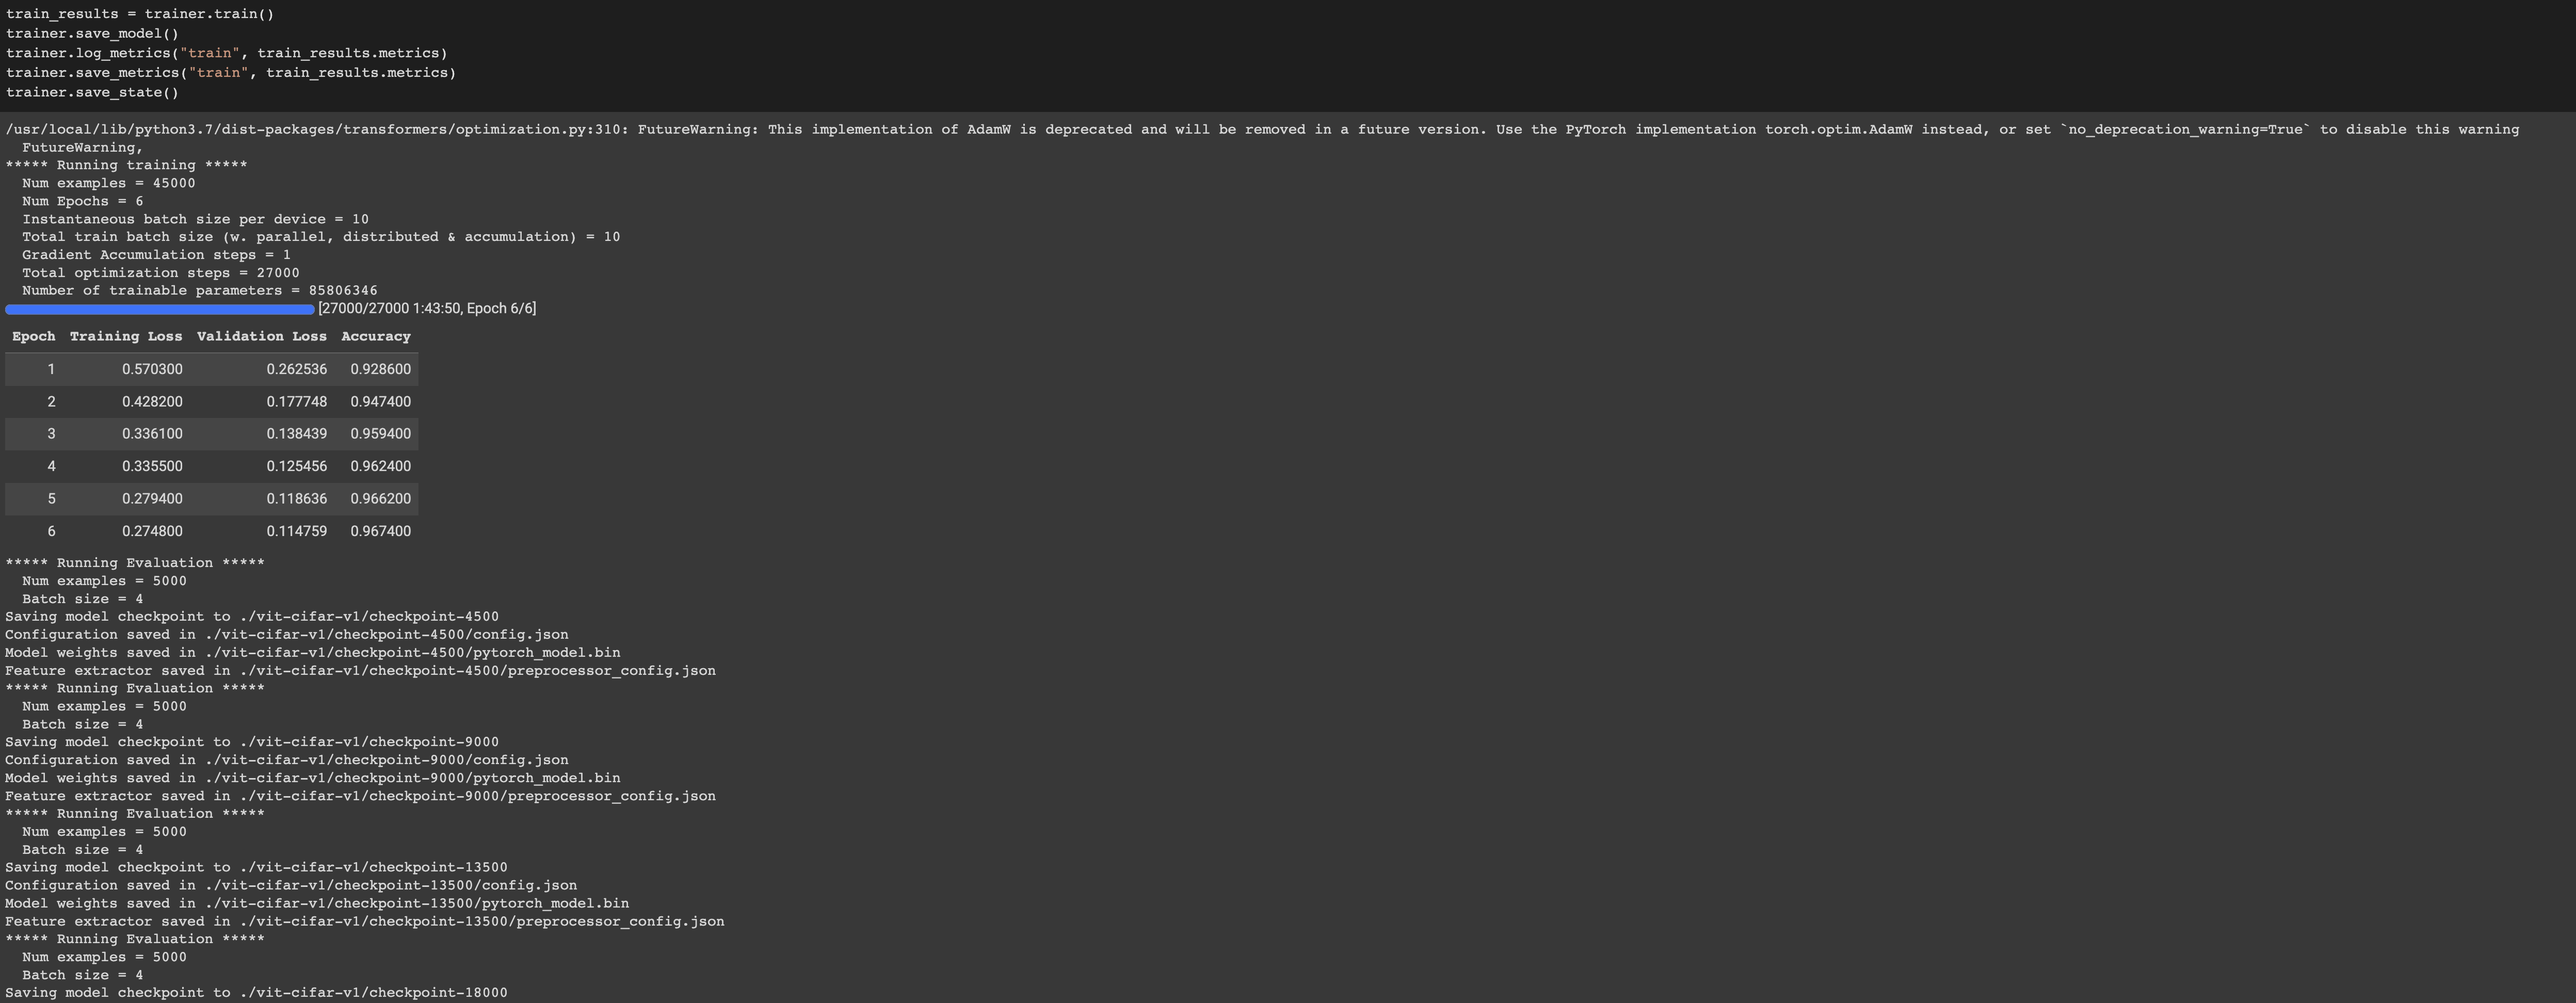 train_results = trainer.train()
trainer.save_model()
trainer.log_metrics("train", train_results.metrics)
trainer.save_metrics("train", train_results.metrics)
trainer.save_state()
/usr/local/lib/python3.7/dist-packages/transformers/optimization.py:310: FutureWarning: This implementation of AdamW is deprecated and will be removed in a future version. Use the PyTorch implementation torch.optim.AdamW instead, or set `no_deprecation_warning=True` to disable this warning
  FutureWarning,
***** Running training *****
  Num examples = 45000
  Num Epochs = 6
  Instantaneous batch size per device = 10
  Total train batch size (w. parallel, distributed & accumulation) = 10
  Gradient Accumulation steps = 1
  Total optimization steps = 27000
  Number of trainable parameters = 85806346
[27000/27000 1:43:50, Epoch 6/6]
Epoch Training Loss Validation Loss Accuracy
1 0.570300 0.262536 0.928600
2 0.428200 0.177748 0.947400
3 0.336100 0.138439 0.959400
4 0.335500 0.125456 0.962400
5 0.279400 0.118636 0.966200
6 0.274800 0.114759 0.967400
***** Running Evaluation *****
  Num examples = 5000
  Batch size = 4
Saving model checkpoint to ./vit-cifar-v1/checkpoint-4500
Configuration saved in ./vit-cifar-v1/checkpoint-4500/config.json
Model weights saved in ./vit-cifar-v1/checkpoint-4500/pytorch_model.bin
Feature extractor saved in ./vit-cifar-v1/checkpoint-4500/preprocessor_config.json
***** Running Evaluation *****
  Num examples = 5000
  Batch size = 4
Saving model checkpoint to ./vit-cifar-v1/checkpoint-9000
Configuration saved in ./vit-cifar-v1/checkpoint-9000/config.json
Model weights saved in ./vit-cifar-v1/checkpoint-9000/pytorch_model.bin
Feature extractor saved in ./vit-cifar-v1/checkpoint-9000/preprocessor_config.json
***** Running Evaluation *****
  Num examples = 5000
  Batch size = 4
Saving model checkpoint to ./vit-cifar-v1/checkpoint-13500
Configuration saved in ./vit-cifar-v1/checkpoint-13500/config.json
Model weights saved in ./vit-cifar-v1/checkpoint-13500/pytorch_model.bin
Feature extractor saved in ./vit-cifar-v1/checkpoint-13500/preprocessor_config.json
***** Running Evaluation *****
  Num examples = 5000
  Batch size = 4
Saving model checkpoint to ./vit-cifar-v1/checkpoint-18000